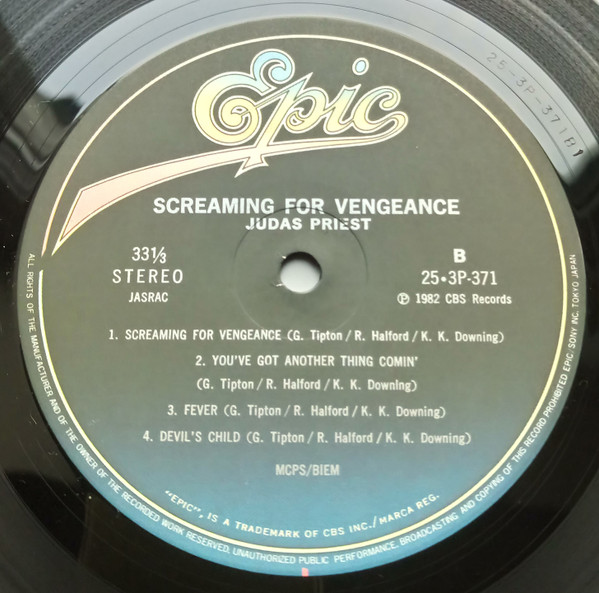 Epic
25-3P-371B1
SCREAMING FOR VENGEANCE
JUDAS PRIEST
33⅓
STEREO
JASRAC
B
25•3P-371
Ⓟ 1982 CBS Records
1. SCREAMING FOR VENGEANCE (G. Tipton / R. Halford / K. K. Downing)
2. YOU'VE GOT ANOTHER THING COMIN'
(G. Tipton / R. Halford / K. K. Downing)
3. FEVER (G. Tipton / R. Halford / K. K. Downing)
4. DEVIL'S CHILD (G. Tipton / R. Halford / K. K. Downing)
MCPS/BIEM
"EPIC", IS A TRADEMARK OF CBS INC./MARCA REG.
ALL RIGHTS OF THE MANUFACTURER AND OF THE OWNER OF THE RECORDED WORK RESERVED, UNAUTHORIZED PUBLIC PERFORMANCE, BROADCASTING AND COPYING OF THIS RECORD PROHIBITED EPIC. SONY INC. TOKYO JAPAN